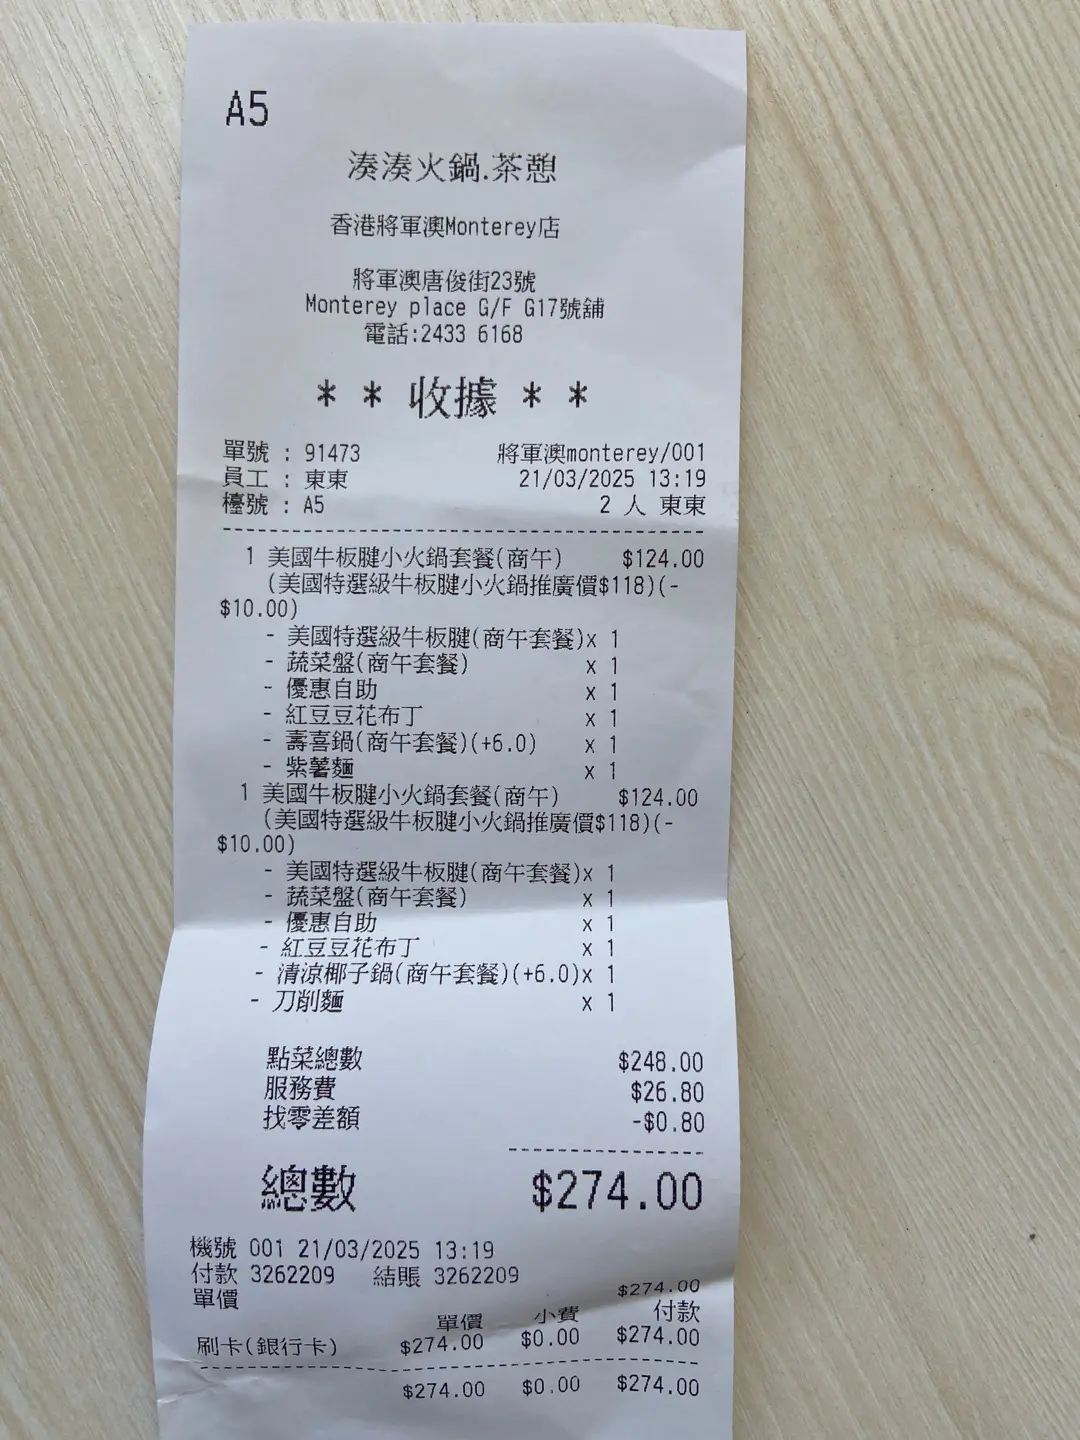 A5
湊湊火鍋.茶憩
香港將軍澳Monterey店
將軍澳唐俊街23號
Monterey place G/F G17號舖
電話:2433 6168
* * 收據 * *
單號 : 91473 將軍澳monterey/001
員工 : 東東 21/03/2025 13:19
檯號 : A5 2 人 東東
1 美國牛板腱小火鍋套餐(商午) $124.00
(美國特選級牛板腱小火鍋推廣價$118)(-
$10.00)
- 美國特選級牛板腱(商午套餐)x 1
- 蔬菜盤(商午套餐) x 1
- 優惠自助 x 1
- 紅豆豆花布丁 x 1
- 壽喜鍋(商午套餐)(+6.0) x 1
- 紫薯麵 x 1
1 美國牛板腱小火鍋套餐(商午) $124.00
(美國特選級牛板腱小火鍋推廣價$118)(-
$10.00)
- 美國特選級牛板腱(商午套餐)x 1
- 蔬菜盤(商午套餐) x 1
- 優惠自助 x 1
- 紅豆豆花布丁 x 1
- 清涼椰子鍋(商午套餐)(+6.0)x 1
- 刀削麵 x 1
點菜總數 $248.00
服務費 $26.80
找零差額 -$0.80
總數 $274.00
機號 001 21/03/2025 13:19
付款 3262209 結賬 3262209
單價 $274.00
單價 小費 付款
刷卡(銀行卡) $274.00 $0.00 $274.00
$274.00 $0.00 $274.00